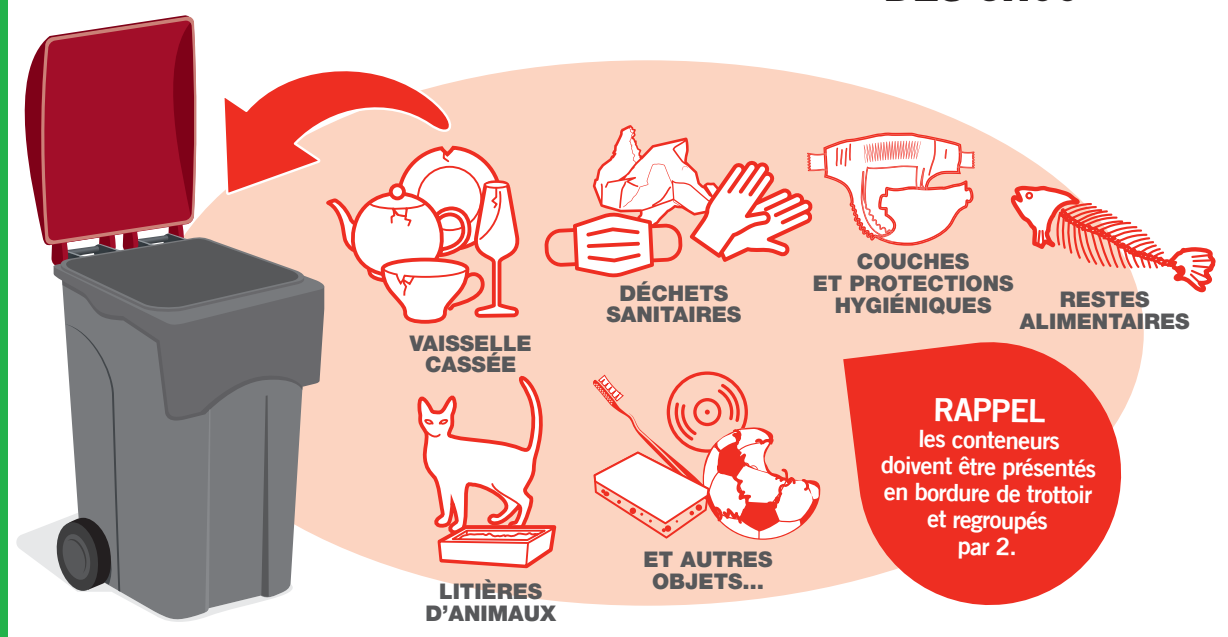 VAISSELLE
CASSÉE
DÉCHETS
SANITAIRES
COUCHES
ET PROTECTIONS
HYGIÉNIQUES
RESTES
ALIMENTAIRES
LITIÈRES
D'ANIMAUX
ET AUTRES
OBJETS...
RAPPEL
les conteneurs
doivent être présentés
en bordure de trottoir
et regroupés
par 2.